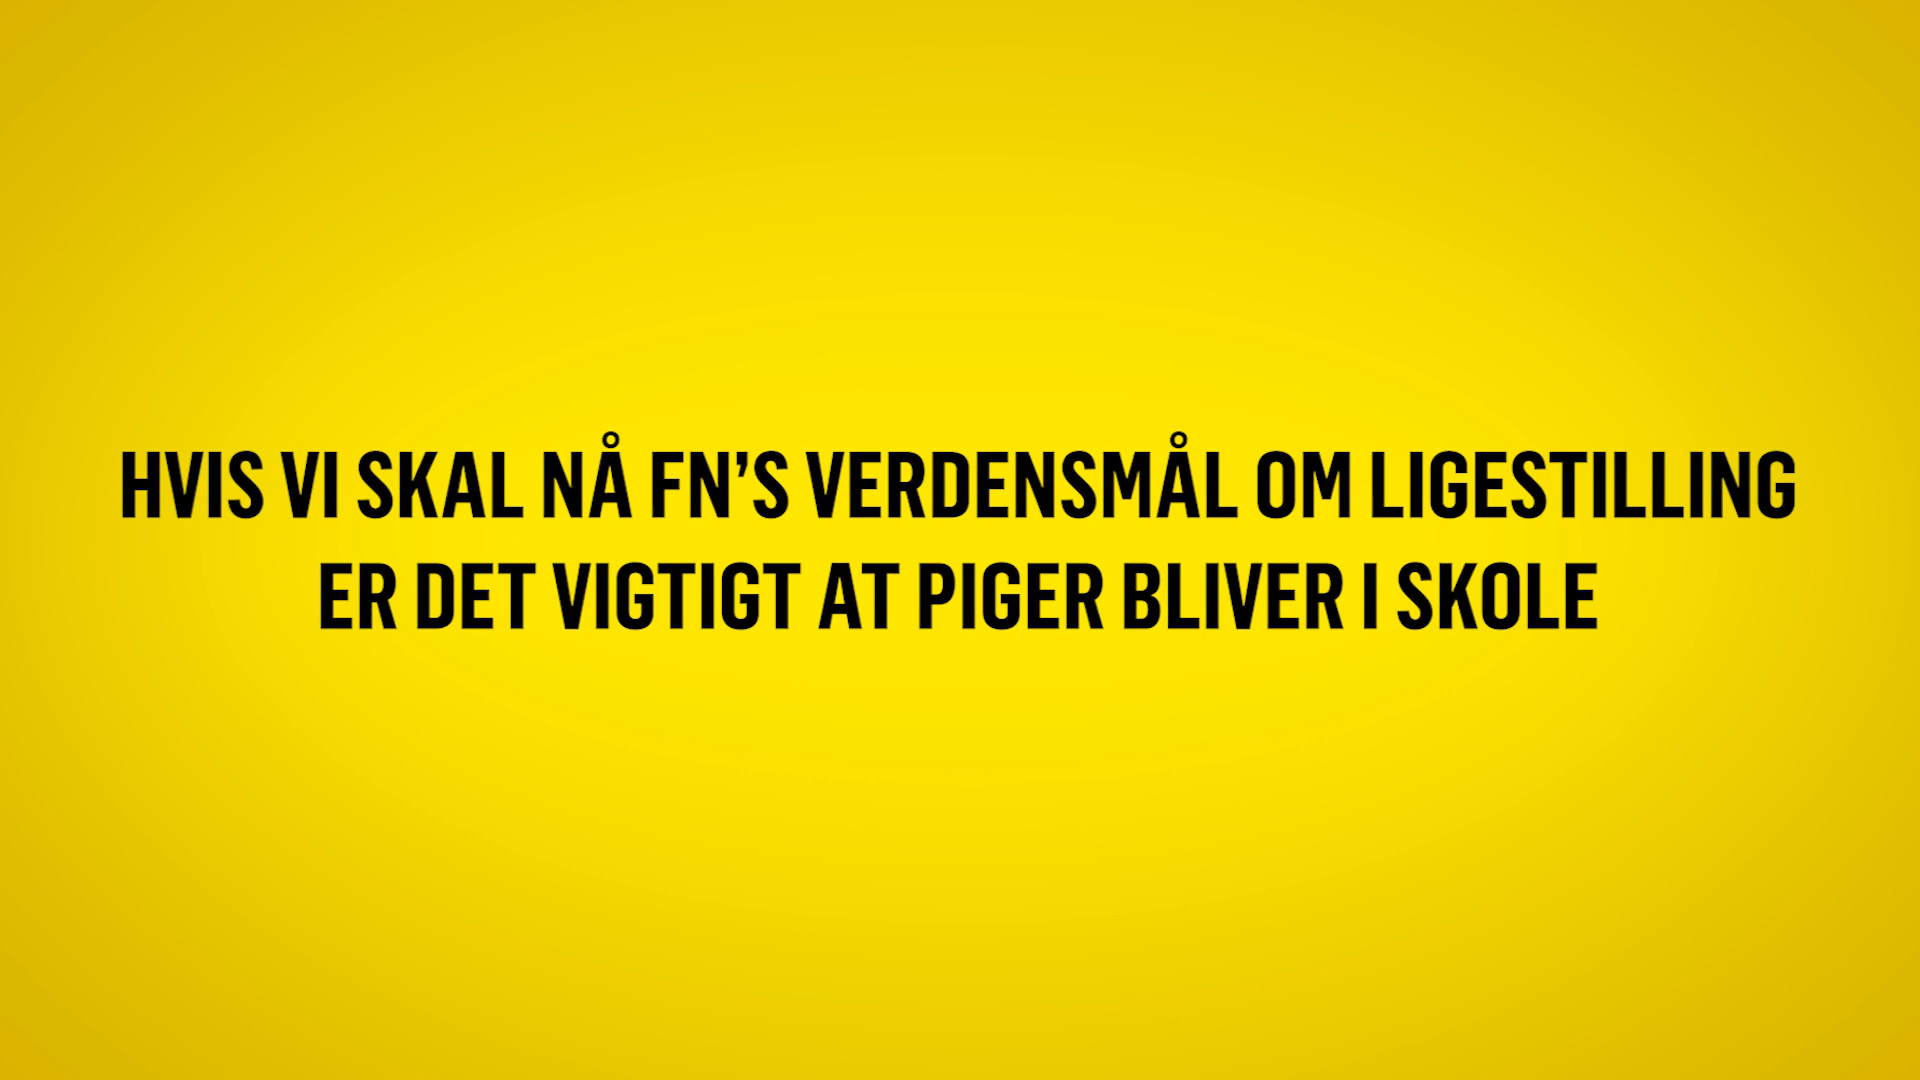 HVIS VI SKAL NÅ FN’S VERDENSMÅL OM LIGESTILLING
ER DET VIGTIGT AT PIGER BLIVER I SKOLE